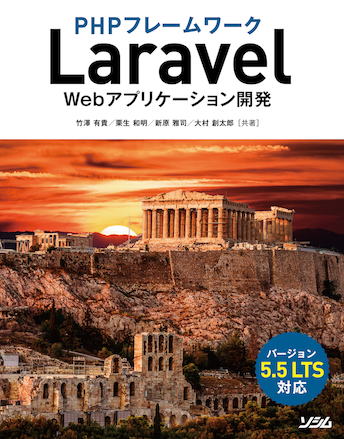 PHPフレームワーク
Laravel
Webアプリケーション開発
竹澤 有貴／栗生 和明／新原 雅司／大村 創太郎 [共著]
バージョン
5.5 LTS
対応
ソシム